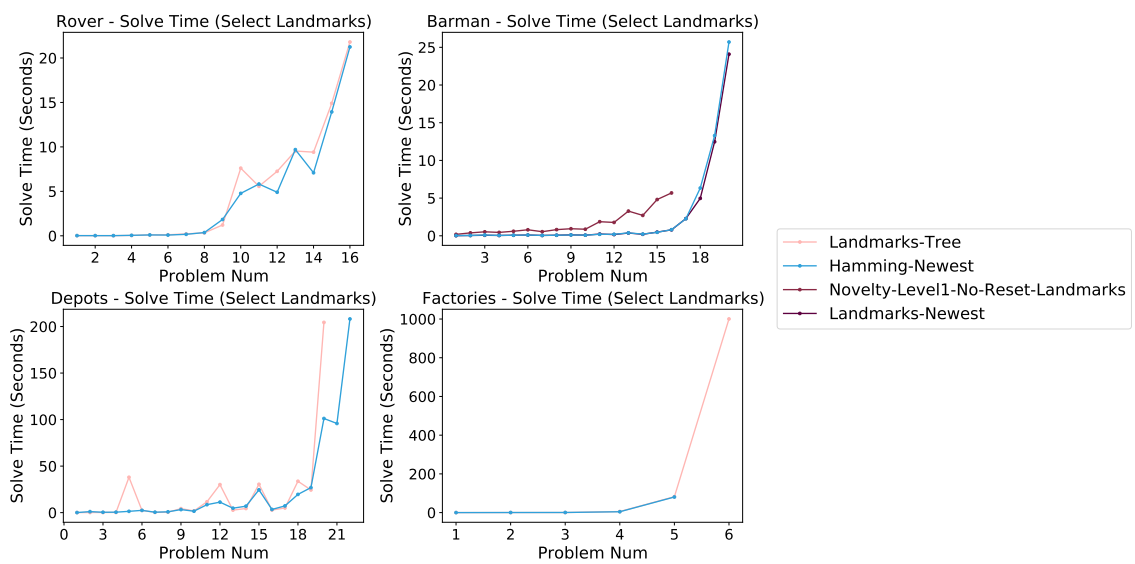 Rover - Solve Time (Select Landmarks)
20
15
10
5
0
Solve Time (Seconds)
2 4 6 8 10 12 14 16
Problem Num
Barman - Solve Time (Select Landmarks)
25
20
15
10
5
0
Solve Time (Seconds)
3 6 9 12 15 18
Problem Num
Depots - Solve Time (Select Landmarks)
200
150
100
50
0
Solve Time (Seconds)
0 3 6 9 12 15 18 21
Problem Num
Factories - Solve Time (Select Landmarks)
1000
800
600
400
200
0
Solve Time (Seconds)
1 2 3 4 5 6
Problem Num
Landmarks-Tree
Hamming-Newest
Novelty-Level1-No-Reset-Landmarks
Landmarks-Newest